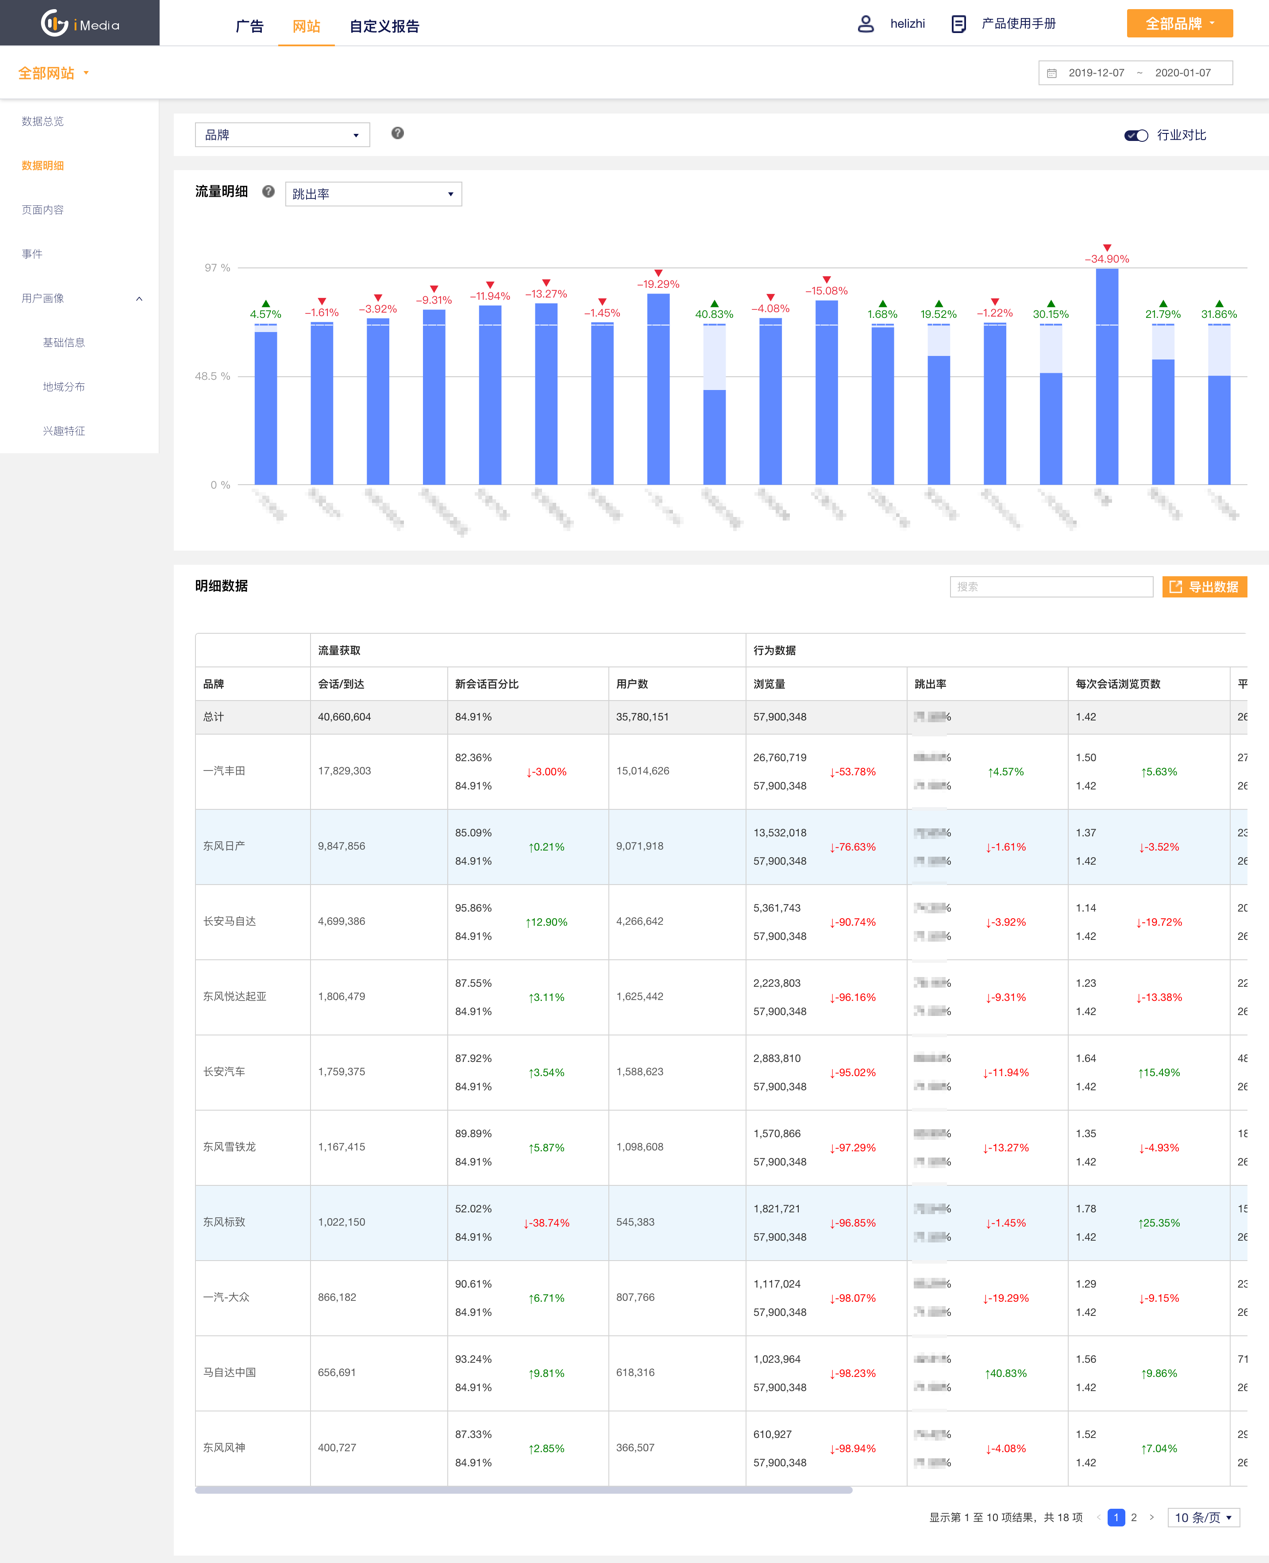 iMedia
广告 网站 自定义报告 helizhi 产品使用手册 全部品牌
全部网站 2019-12-07 ~ 2020-01-07
数据总览
数据明细
页面内容
事件
用户画像
基础信息
地域分布
兴趣特征
品牌 行业对比
流量明细 跳出率
97 %
48.5 %
0 %
4.57% −1.61% −3.92% −9.31% −11.94% −13.27% −1.45% −19.29% 40.83% −4.08% −15.08% 1.68% 19.52% −1.22% 30.15% −34.90% 21.79% 31.86%
明细数据 搜索 导出数据
流量获取 行为数据
品牌 会话/到达 新会话百分比 用户数 浏览量 跳出率 每次会话浏览页数 平
总计 40,660,604 84.91% 35,780,151 57,900,348 % 1.42 26
一汽丰田 17,829,303 82.36% 84.91% ↓-3.00% 15,014,626 26,760,719 57,900,348 ↓-53.78% % % ↑4.57% 1.50 1.42 ↑5.63% 27 26
东风日产 9,847,856 85.09% 84.91% ↑0.21% 9,071,918 13,532,018 57,900,348 ↓-76.63% % % ↓-1.61% 1.37 1.42 ↓-3.52% 23 26
长安马自达 4,699,386 95.86% 84.91% ↑12.90% 4,266,642 5,361,743 57,900,348 ↓-90.74% % % ↓-3.92% 1.14 1.42 ↓-19.72% 20 26
东风悦达起亚 1,806,479 87.55% 84.91% ↑3.11% 1,625,442 2,223,803 57,900,348 ↓-96.16% % % ↓-9.31% 1.23 1.42 ↓-13.38% 22 26
长安汽车 1,759,375 87.92% 84.91% ↑3.54% 1,588,623 2,883,810 57,900,348 ↓-95.02% % % ↓-11.94% 1.64 1.42 ↑15.49% 48 26
东风雪铁龙 1,167,415 89.89% 84.91% ↑5.87% 1,098,608 1,570,866 57,900,348 ↓-97.29% % % ↓-13.27% 1.35 1.42 ↓-4.93% 18 26
东风标致 1,022,150 52.02% 84.91% ↓-38.74% 545,383 1,821,721 57,900,348 ↓-96.85% % % ↓-1.45% 1.78 1.42 ↑25.35% 15 26
一汽-大众 866,182 90.61% 84.91% ↑6.71% 807,766 1,117,024 57,900,348 ↓-98.07% % % ↓-19.29% 1.29 1.42 ↓-9.15% 23 26
马自达中国 656,691 93.24% 84.91% ↑9.81% 618,316 1,023,964 57,900,348 ↓-98.23% % % ↑40.83% 1.56 1.42 ↑9.86% 71 26
东风风神 400,727 87.33% 84.91% ↑2.85% 366,507 610,927 57,900,348 ↓-98.94% % % ↓-4.08% 1.52 1.42 ↑7.04% 29 26
显示第 1 至 10 项结果，共 18 项 < 1 2 > 10 条/页